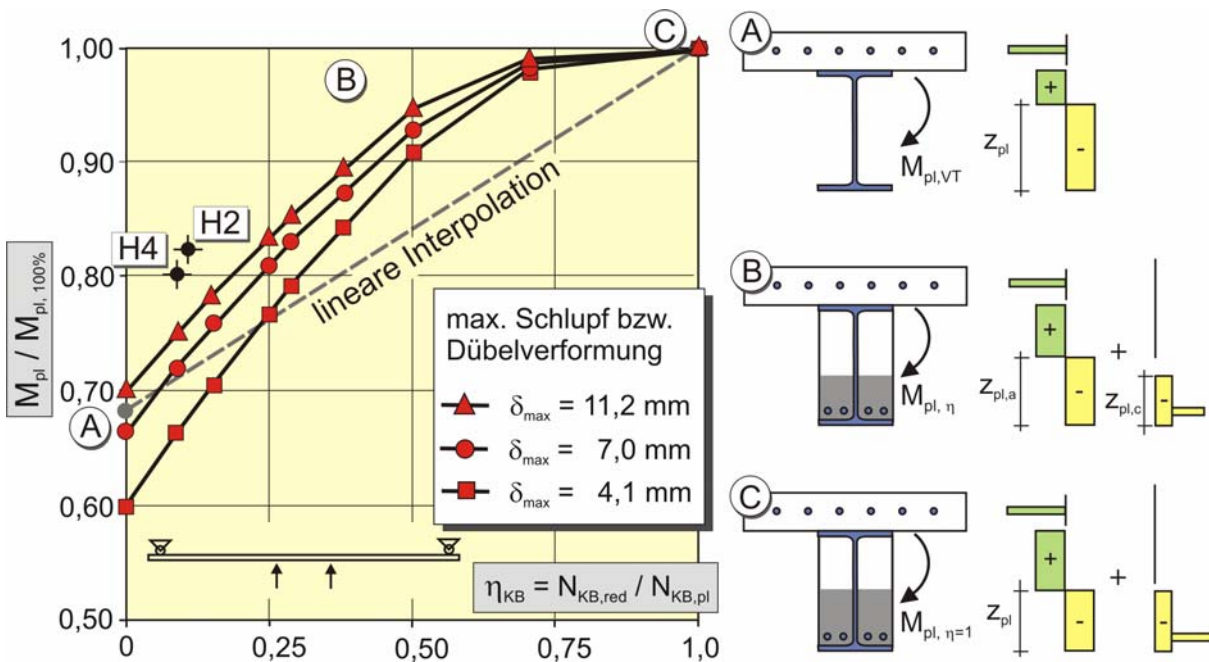 1,00
0,90
0,80
0,70
0,60
0,50
M_pl / M_pl, 100%
0
0,25
0,50
0,75
1,0
A
B
C
H4
H2
lineare Interpolation
max. Schlupf bzw.
Dübelverformung
δ_max = 11,2 mm
δ_max = 7,0 mm
δ_max = 4,1 mm
η_KB = N_KB,red / N_KB,pl
A
M_pl,VT
z_pl
+
-
B
M_pl, η
z_pl,a
+
-
+
z_pl,c
-
C
M_pl, η=1
z_pl
+
-
+
-